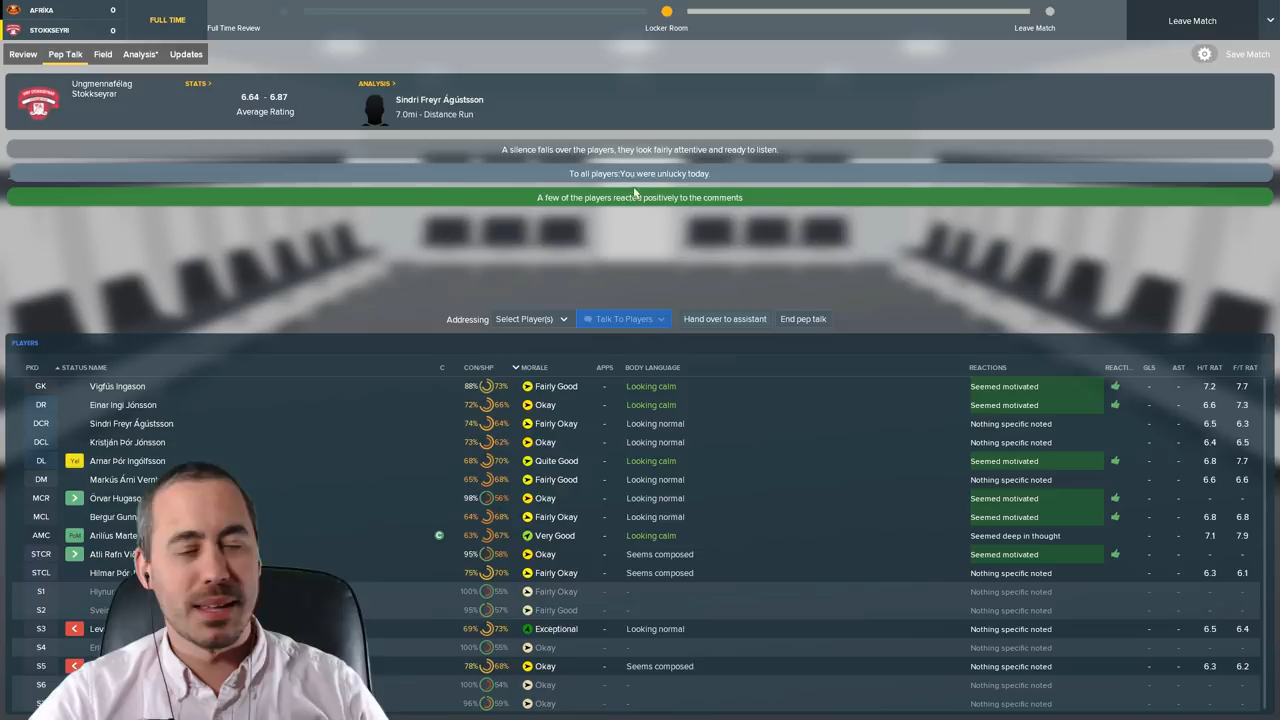 AFRÍKA 0
STOKKSEYRI 0
FULL TIME
Full Time Review
Locker Room
Leave Match
Leave Match
Review Pep Talk Field Analysis* Updates
Save Match
Ungmennafélag
Stokkseyrar
STATS >
6.64 - 6.87
Average Rating
ANALYSIS >
Sindri Freyr Ágústsson
7.0mi - Distance Run
A silence falls over the players, they look fairly attentive and ready to listen.
To all players:You were unlucky today.
A few of the players reacted positively to the comments
Addressing Select Player(s) Talk To Players Hand over to assistant End pep talk
PLAYERS
PKD STATUS NAME C CON/SHP MORALE APPS BODY LANGUAGE REACTIONS REACTI... GLS AST H/T RAT F/T RAT
GK Vigfús Ingason 88% 73% Fairly Good - Looking calm Seemed motivated - - 7.2 7.7
DR Einar Ingi Jónsson 72% 66% Okay - Looking calm Seemed motivated - - 6.6 7.3
DCR Sindri Freyr Ágústsson 74% 64% Fairly Okay - Looking normal Nothing specific noted - - 6.5 6.3
DCL Kristján Þór Jónsson 73% 62% Okay - Looking normal Nothing specific noted - - 6.4 6.5
DL Yel Arnar Þór Ingólfsson 68% 70% Quite Good - Looking calm Seemed motivated - - 6.8 7.7
DM Markús Árni 65% 68% Fairly Good - Looking normal Nothing specific noted - - 6.6 6.6
MCR Örvar 98% 56% Okay - Looking normal Seemed motivated - - - -
MCL Bergur 64% 68% Fairly Okay - Looking normal Seemed motivated - - 6.8 6.8
AMC PoM Arilíus C 63% 67% Very Good - Looking calm Seemed deep in thought - - 7.1 7.9
STCR Atli Rafn 95% 58% Okay - Seems composed Seemed motivated - - - -
STCL Hilmar Þór 75% 70% Fairly Okay - Seems composed Nothing specific noted - - 6.3 6.1
S1 100% 55% Fairly Okay - - Nothing specific noted - - - -
S2 95% 57% Fairly Good - - Nothing specific noted - - - -
S3 69% 73% Exceptional - Looking normal Nothing specific noted - - 6.5 6.4
S4 100% 55% Okay - - Nothing specific noted - - - -
S5 78% 68% Okay - Seems composed Nothing specific noted - - 6.3 6.2
S6 100% 54% Okay - - Nothing specific noted - - - -
96% 59% Okay - - Nothing specific noted - - - -